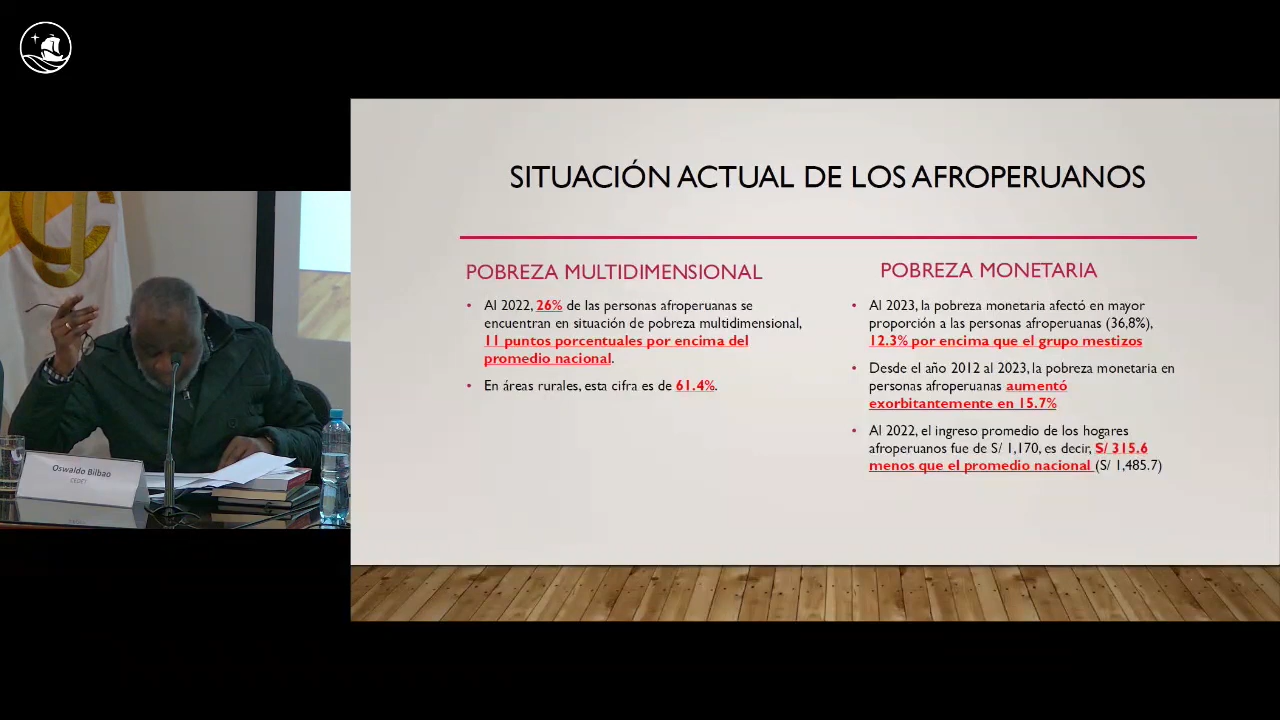 SITUACIÓN ACTUAL DE LOS AFROPERUANOS
POBREZA MULTIDIMENSIONAL
• Al 2022, 26% de las personas afroperuanas se
encuentran en situación de pobreza multidimensional,
11 puntos porcentuales por encima del
promedio nacional.
• En áreas rurales, esta cifra es de 61.4%.
POBREZA MONETARIA
• Al 2023, la pobreza monetaria afectó en mayor
proporción a las personas afroperuanas (36,8%),
12.3% por encima que el grupo mestizos
• Desde el año 2012 al 2023, la pobreza monetaria en
personas afroperuanas aumentó
exorbitantemente en 15.7%
• Al 2022, el ingreso promedio de los hogares
afroperuanos fue de S/ 1,170, es decir, S/ 315.6
menos que el promedio nacional (S/ 1,485.7)
Oswaldo Bilbao